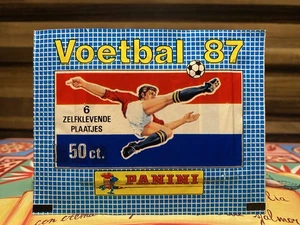 Voetbal 87
6
ZELFKLEVENDE
PLAATJES
50 ct.
PANINI